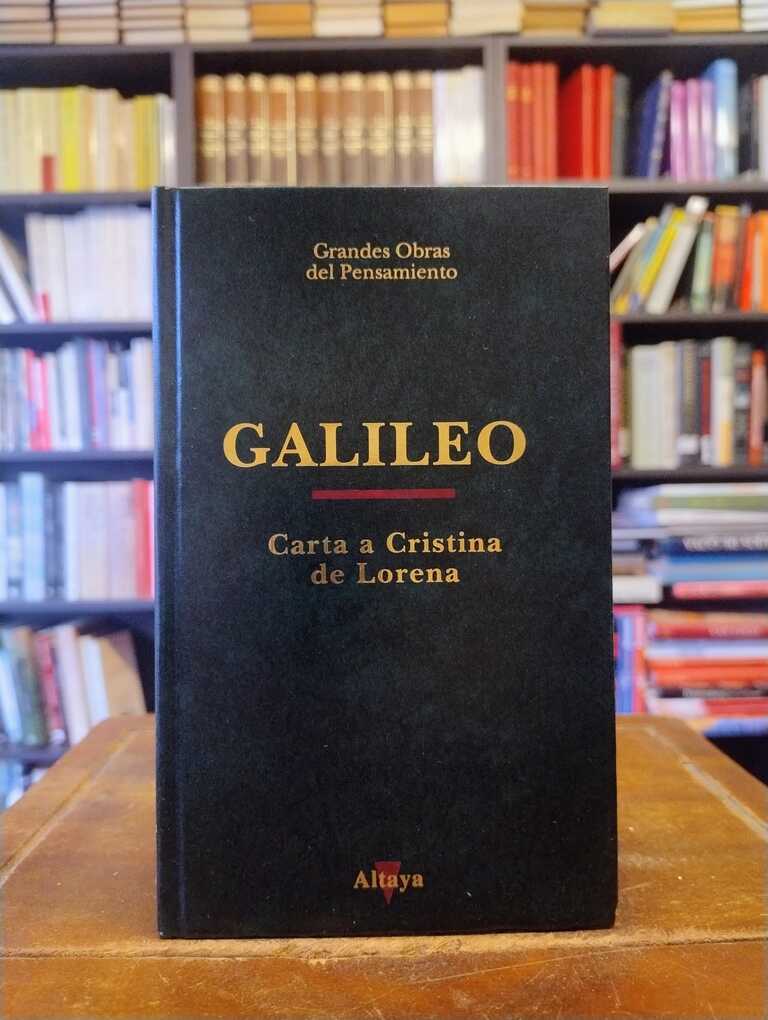 Grandes Obras
del Pensamiento
GALILEO
Carta a Cristina
de Lorena
Altaya